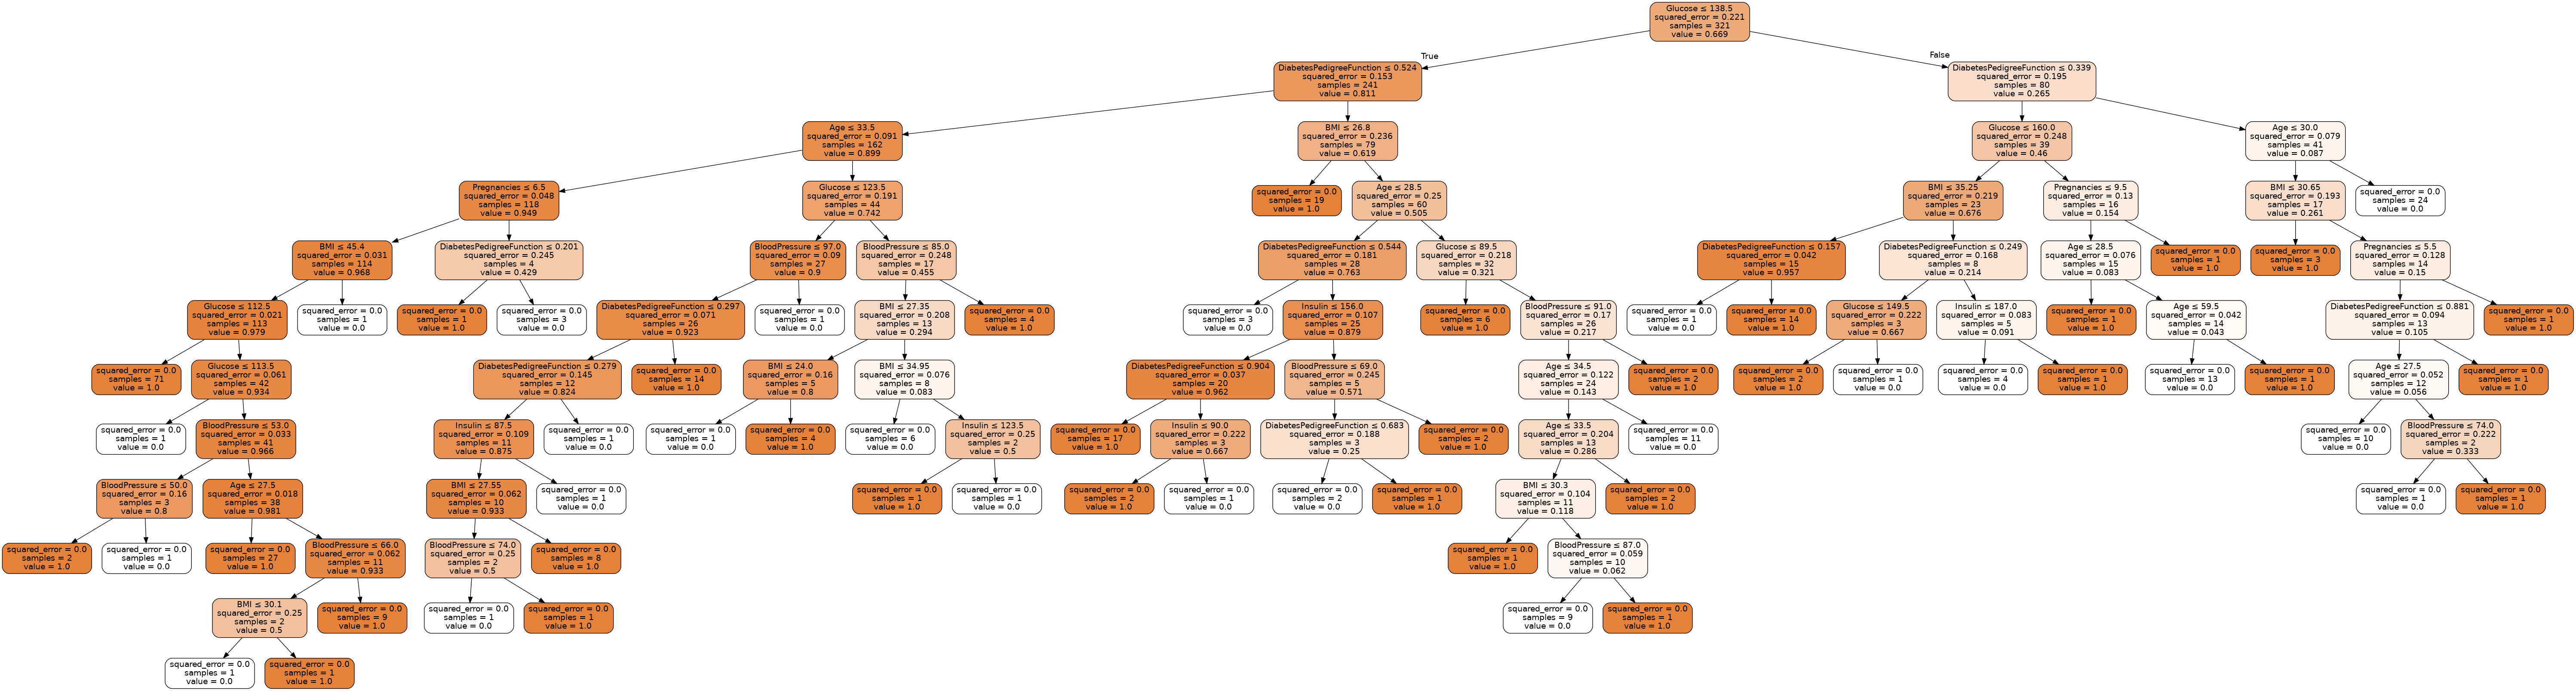 Glucose ≤ 138.5
squared_error = 0.221
samples = 321
value = 0.669
True
False
DiabetesPedigreeFunction ≤ 0.524
squared_error = 0.153
samples = 241
value = 0.811
DiabetesPedigreeFunction ≤ 0.339
squared_error = 0.195
samples = 80
value = 0.265
Age ≤ 33.5
squared_error = 0.091
samples = 162
value = 0.899
BMI ≤ 26.8
squared_error = 0.236
samples = 79
value = 0.619
Glucose ≤ 160.0
squared_error = 0.248
samples = 39
value = 0.46
Age ≤ 30.0
squared_error = 0.079
samples = 41
value = 0.087
Pregnancies ≤ 6.5
squared_error = 0.048
samples = 118
value = 0.949
Glucose ≤ 123.5
squared_error = 0.191
samples = 44
value = 0.742
squared_error = 0.0
samples = 19
value = 1.0
Age ≤ 28.5
squared_error = 0.25
samples = 60
value = 0.505
BMI ≤ 35.25
squared_error = 0.219
samples = 23
value = 0.676
Pregnancies ≤ 9.5
squared_error = 0.13
samples = 16
value = 0.154
BMI ≤ 30.65
squared_error = 0.193
samples = 17
value = 0.261
squared_error = 0.0
samples = 24
value = 0.0
BMI ≤ 45.4
squared_error = 0.031
samples = 114
value = 0.968
DiabetesPedigreeFunction ≤ 0.201
squared_error = 0.245
samples = 4
value = 0.429
BloodPressure ≤ 97.0
squared_error = 0.09
samples = 27
value = 0.9
BloodPressure ≤ 85.0
squared_error = 0.248
samples = 17
value = 0.455
DiabetesPedigreeFunction ≤ 0.544
squared_error = 0.181
samples = 28
value = 0.763
Glucose ≤ 89.5
squared_error = 0.218
samples = 32
value = 0.321
DiabetesPedigreeFunction ≤ 0.157
squared_error = 0.042
samples = 15
value = 0.957
DiabetesPedigreeFunction ≤ 0.249
squared_error = 0.168
samples = 8
value = 0.214
Age ≤ 28.5
squared_error = 0.076
samples = 15
value = 0.083
squared_error = 0.0
samples = 1
value = 1.0
squared_error = 0.0
samples = 3
value = 1.0
Pregnancies ≤ 5.5
squared_error = 0.128
samples = 14
value = 0.15
Glucose ≤ 112.5
squared_error = 0.021
samples = 113
value = 0.979
squared_error = 0.0
samples = 1
value = 0.0
squared_error = 0.0
samples = 1
value = 1.0
squared_error = 0.0
samples = 3
value = 0.0
DiabetesPedigreeFunction ≤ 0.297
squared_error = 0.071
samples = 26
value = 0.923
squared_error = 0.0
samples = 1
value = 0.0
BMI ≤ 27.35
squared_error = 0.208
samples = 13
value = 0.294
squared_error = 0.0
samples = 4
value = 1.0
squared_error = 0.0
samples = 3
value = 0.0
Insulin ≤ 156.0
squared_error = 0.107
samples = 25
value = 0.879
squared_error = 0.0
samples = 6
value = 1.0
BloodPressure ≤ 91.0
squared_error = 0.17
samples = 26
value = 0.217
squared_error = 0.0
samples = 1
value = 0.0
squared_error = 0.0
samples = 14
value = 1.0
Glucose ≤ 149.5
squared_error = 0.222
samples = 3
value = 0.667
Insulin ≤ 187.0
squared_error = 0.083
samples = 5
value = 0.091
squared_error = 0.0
samples = 1
value = 1.0
Age ≤ 59.5
squared_error = 0.042
samples = 14
value = 0.043
DiabetesPedigreeFunction ≤ 0.881
squared_error = 0.094
samples = 13
value = 0.105
squared_error = 0.0
samples = 1
value = 1.0
squared_error = 0.0
samples = 71
value = 1.0
Glucose ≤ 113.5
squared_error = 0.061
samples = 42
value = 0.934
DiabetesPedigreeFunction ≤ 0.279
squared_error = 0.145
samples = 12
value = 0.824
squared_error = 0.0
samples = 14
value = 1.0
BMI ≤ 24.0
squared_error = 0.16
samples = 5
value = 0.8
BMI ≤ 34.95
squared_error = 0.076
samples = 8
value = 0.083
DiabetesPedigreeFunction ≤ 0.904
squared_error = 0.037
samples = 20
value = 0.962
BloodPressure ≤ 69.0
squared_error = 0.245
samples = 5
value = 0.571
Age ≤ 34.5
squared_error = 0.122
samples = 24
value = 0.143
squared_error = 0.0
samples = 2
value = 1.0
squared_error = 0.0
samples = 2
value = 1.0
squared_error = 0.0
samples = 1
value = 0.0
squared_error = 0.0
samples = 4
value = 0.0
squared_error = 0.0
samples = 1
value = 1.0
squared_error = 0.0
samples = 13
value = 0.0
squared_error = 0.0
samples = 1
value = 1.0
Age ≤ 27.5
squared_error = 0.052
samples = 12
value = 0.056
squared_error = 0.0
samples = 1
value = 1.0
squared_error = 0.0
samples = 1
value = 0.0
BloodPressure ≤ 53.0
squared_error = 0.033
samples = 41
value = 0.966
Insulin ≤ 87.5
squared_error = 0.109
samples = 11
value = 0.875
squared_error = 0.0
samples = 1
value = 0.0
squared_error = 0.0
samples = 1
value = 0.0
squared_error = 0.0
samples = 4
value = 1.0
squared_error = 0.0
samples = 6
value = 0.0
Insulin ≤ 123.5
squared_error = 0.25
samples = 2
value = 0.5
squared_error = 0.0
samples = 17
value = 1.0
Insulin ≤ 90.0
squared_error = 0.222
samples = 3
value = 0.667
DiabetesPedigreeFunction ≤ 0.683
squared_error = 0.188
samples = 3
value = 0.25
squared_error = 0.0
samples = 2
value = 1.0
Age ≤ 33.5
squared_error = 0.204
samples = 13
value = 0.286
squared_error = 0.0
samples = 11
value = 0.0
squared_error = 0.0
samples = 10
value = 0.0
BloodPressure ≤ 74.0
squared_error = 0.222
samples = 2
value = 0.333
BloodPressure ≤ 50.0
squared_error = 0.16
samples = 3
value = 0.8
Age ≤ 27.5
squared_error = 0.018
samples = 38
value = 0.981
BMI ≤ 27.55
squared_error = 0.062
samples = 10
value = 0.933
squared_error = 0.0
samples = 1
value = 0.0
squared_error = 0.0
samples = 1
value = 1.0
squared_error = 0.0
samples = 1
value = 0.0
squared_error = 0.0
samples = 2
value = 1.0
squared_error = 0.0
samples = 1
value = 0.0
squared_error = 0.0
samples = 2
value = 0.0
squared_error = 0.0
samples = 1
value = 1.0
BMI ≤ 30.3
squared_error = 0.104
samples = 11
value = 0.118
squared_error = 0.0
samples = 2
value = 1.0
squared_error = 0.0
samples = 1
value = 0.0
squared_error = 0.0
samples = 1
value = 1.0
squared_error = 0.0
samples = 2
value = 1.0
squared_error = 0.0
samples = 1
value = 0.0
squared_error = 0.0
samples = 27
value = 1.0
BloodPressure ≤ 66.0
squared_error = 0.062
samples = 11
value = 0.933
BloodPressure ≤ 74.0
squared_error = 0.25
samples = 2
value = 0.5
squared_error = 0.0
samples = 8
value = 1.0
squared_error = 0.0
samples = 1
value = 1.0
BloodPressure ≤ 87.0
squared_error = 0.059
samples = 10
value = 0.062
BMI ≤ 30.1
squared_error = 0.25
samples = 2
value = 0.5
squared_error = 0.0
samples = 9
value = 1.0
squared_error = 0.0
samples = 1
value = 0.0
squared_error = 0.0
samples = 1
value = 1.0
squared_error = 0.0
samples = 9
value = 0.0
squared_error = 0.0
samples = 1
value = 1.0
squared_error = 0.0
samples = 1
value = 0.0
squared_error = 0.0
samples = 1
value = 1.0